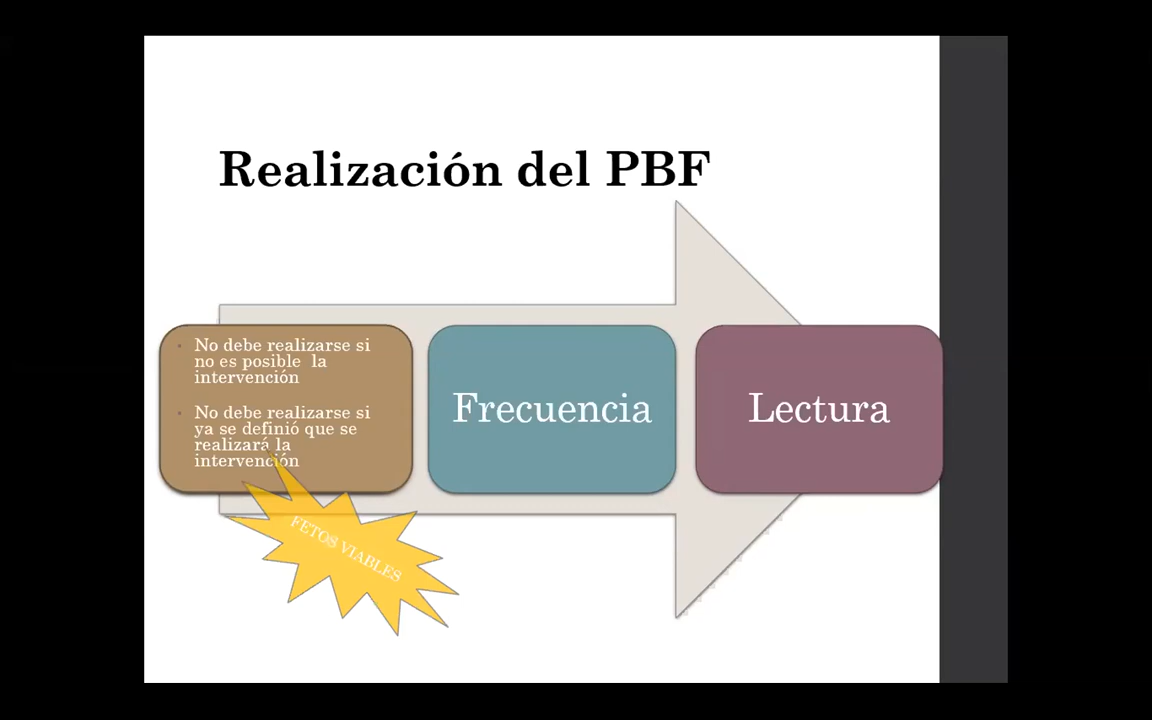 Realización del PBF
No debe realizarse si
no es posible la
intervención
No debe realizarse si
ya se definió que se
realizará la
intervención
FETOS VIABLES
Frecuencia
Lectura